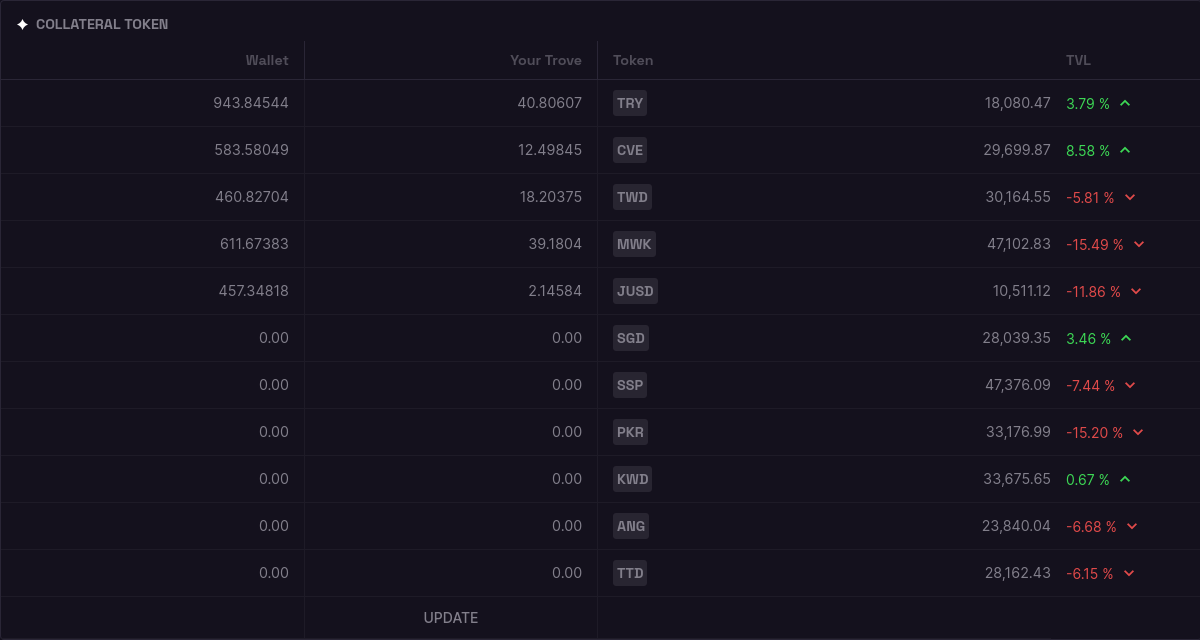 COLLATERAL TOKEN
Wallet Your Trove Token TVL
943.84544 40.80607 TRY 18,080.47 3.79 %
583.58049 12.49845 CVE 29,699.87 8.58 %
460.82704 18.20375 TWD 30,164.55 -5.81 %
611.67383 39.1804 MWK 47,102.83 -15.49 %
457.34818 2.14584 JUSD 10,511.12 -11.86 %
0.00 0.00 SGD 28,039.35 3.46 %
0.00 0.00 SSP 47,376.09 -7.44 %
0.00 0.00 PKR 33,176.99 -15.20 %
0.00 0.00 KWD 33,675.65 0.67 %
0.00 0.00 ANG 23,840.04 -6.68 %
0.00 0.00 TTD 28,162.43 -6.15 %
UPDATE